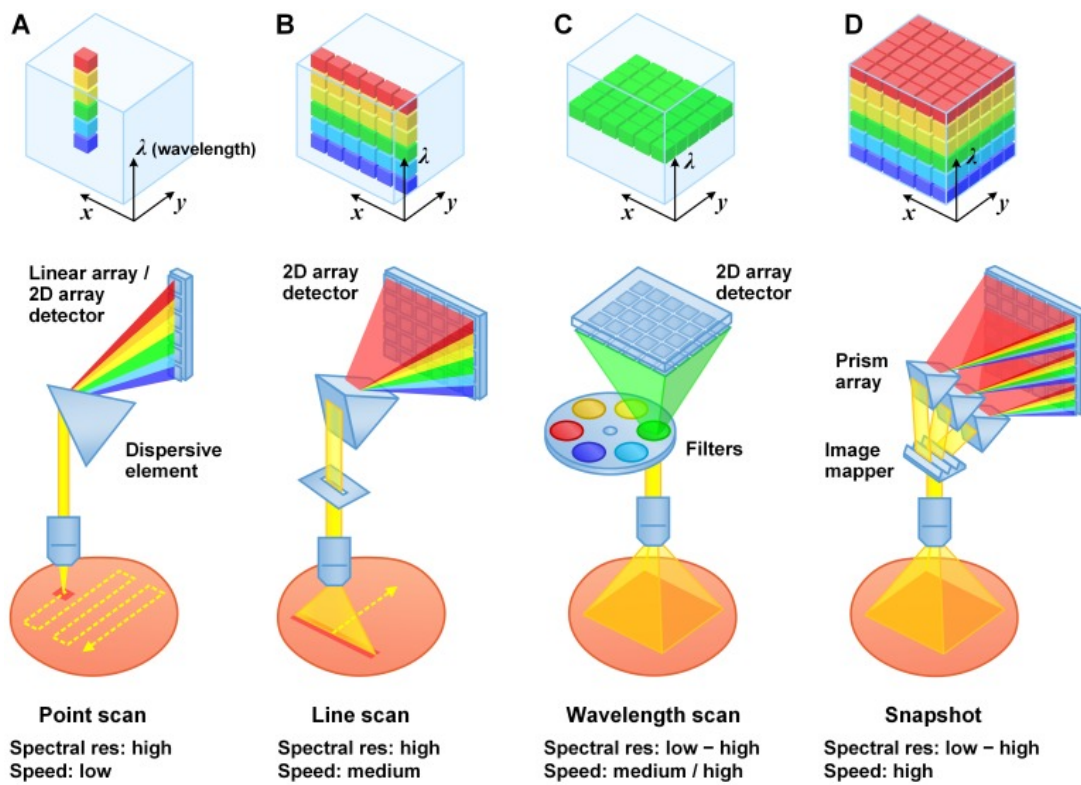 A
B
C
D
λ (wavelength)
x
y
λ
x
y
λ
x
y
λ
x
y
Linear array /
2D array
detector
Dispersive
element
2D array
detector
2D array
detector
Filters
Prism
array
Image
mapper
Point scan
Spectral res: high
Speed: low
Line scan
Spectral res: high
Speed: medium
Wavelength scan
Spectral res: low – high
Speed: medium / high
Snapshot
Spectral res: low – high
Speed: high